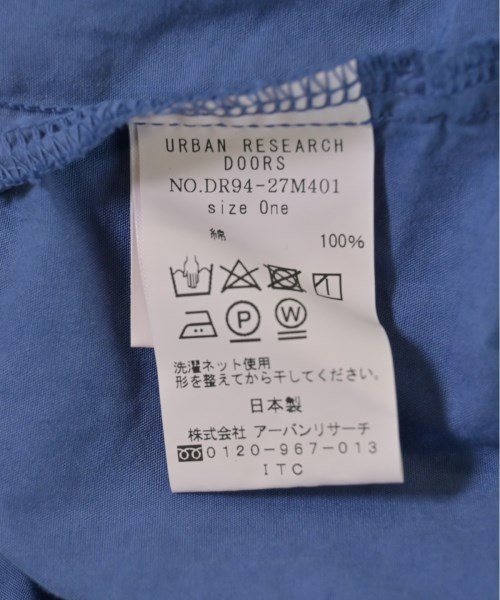 URBAN RESEARCH
DOORS
NO.DR94-27M401
size One
綿 100%
P W
洗濯ネット使用
形を整えてから干してください。
日本製
株式会社 アーバンリサーチ
0120-967-013
ITC